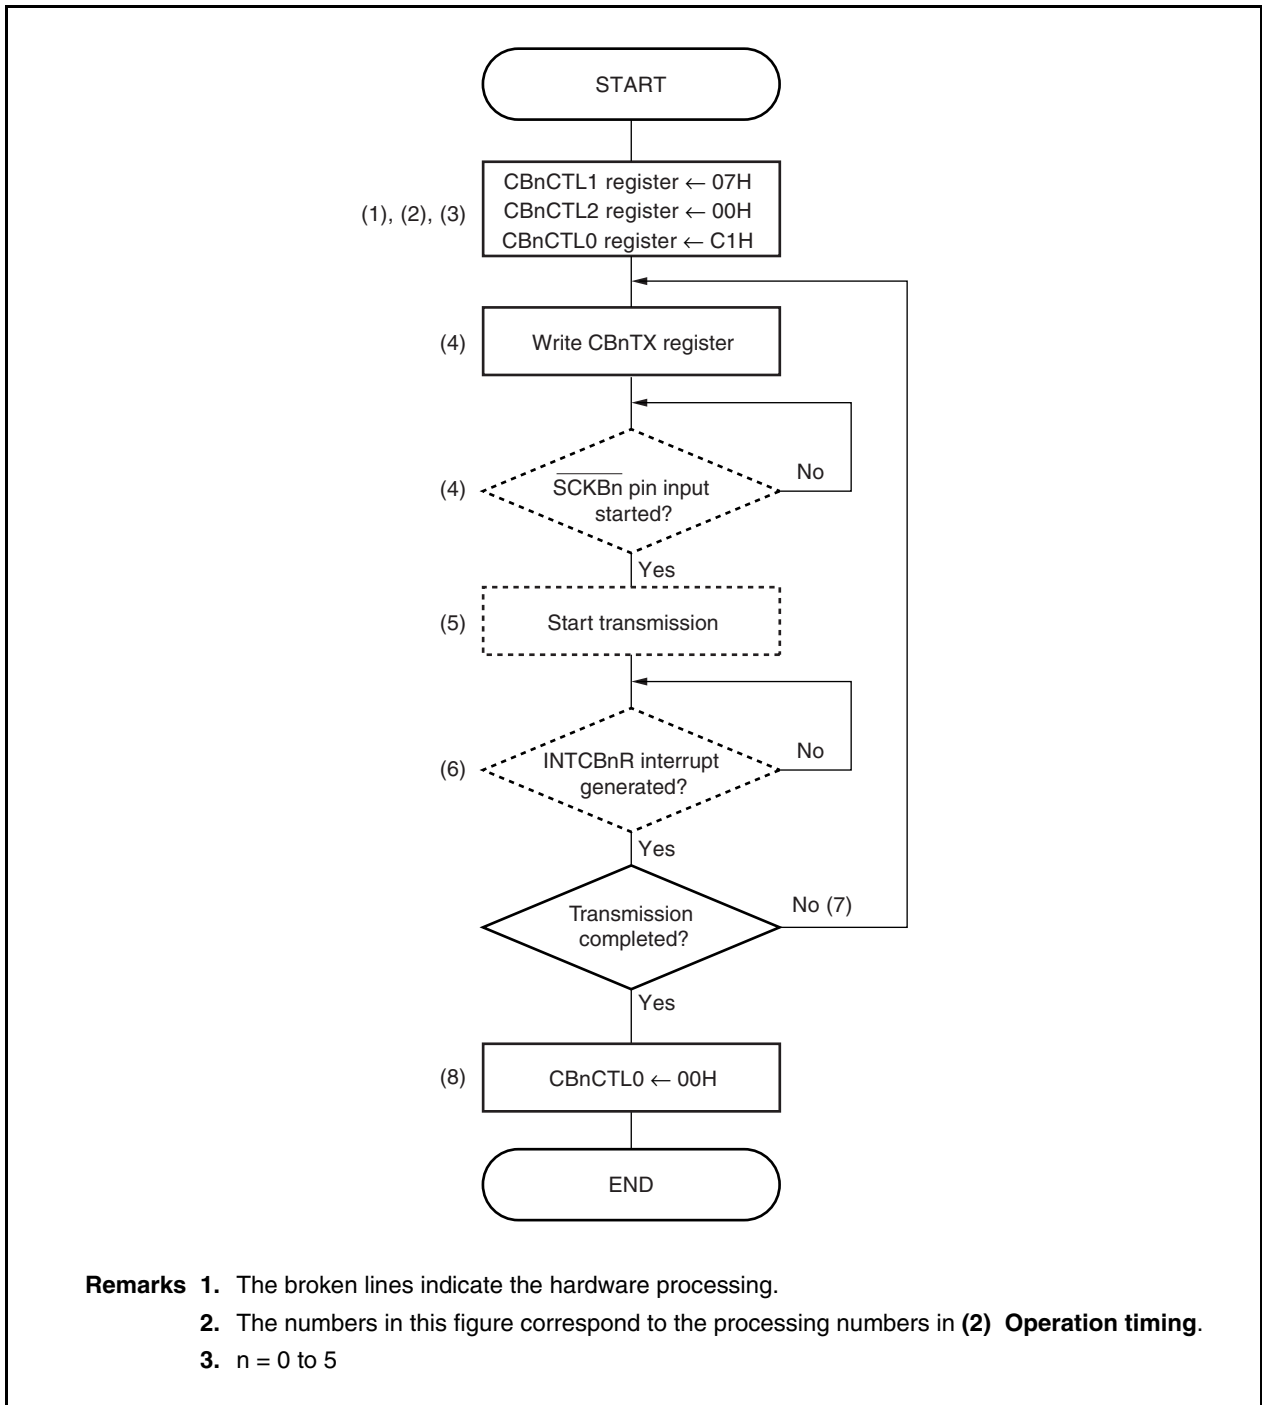 START
(1), (2), (3)
CBnCTL1 register ← 07H
CBnCTL2 register ← 00H
CBnCTL0 register ← C1H
(4)
Write CBnTX register
(4)
SCKBn pin input
started?
No
Yes
(5)
Start transmission
(6)
INTCBnR interrupt
generated?
No
Yes
Transmission
completed?
No (7)
Yes
(8)
CBnCTL0 ← 00H
END
Remarks 1. The broken lines indicate the hardware processing.
2. The numbers in this figure correspond to the processing numbers in (2) Operation timing.
3. n = 0 to 5